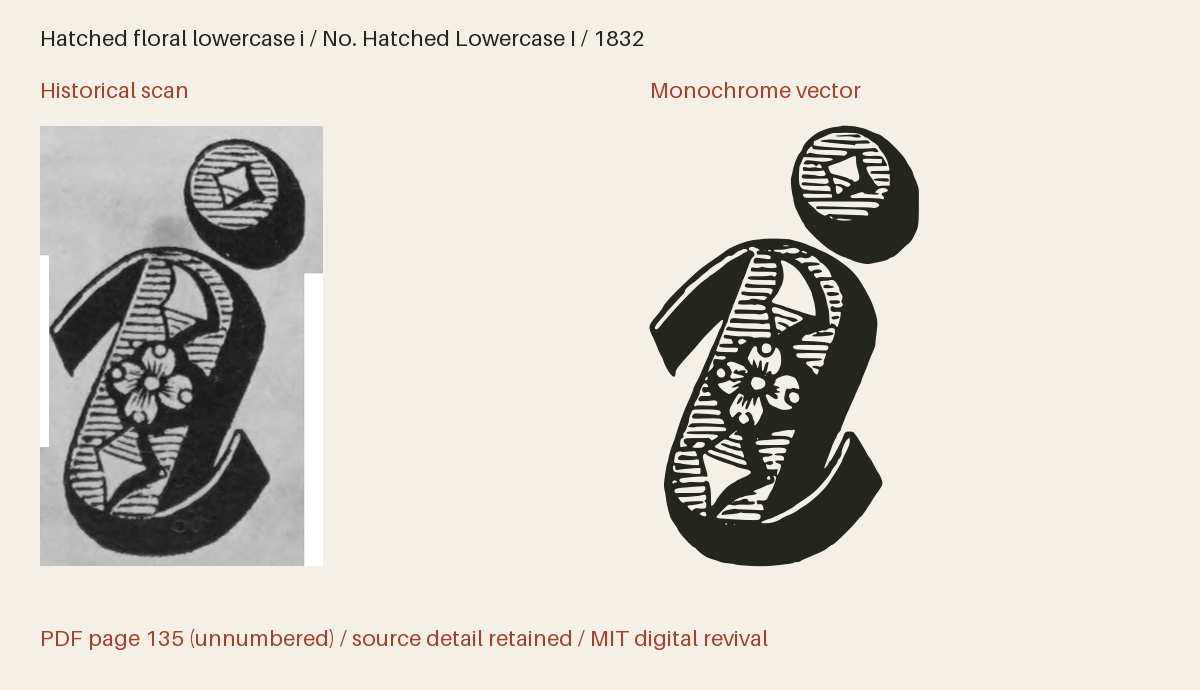 Hatched floral lowercase i / No. Hatched Lowercase I / 1832
Historical scan
Monochrome vector
i
i
PDF page 135 (unnumbered) / source detail retained / MIT digital revival